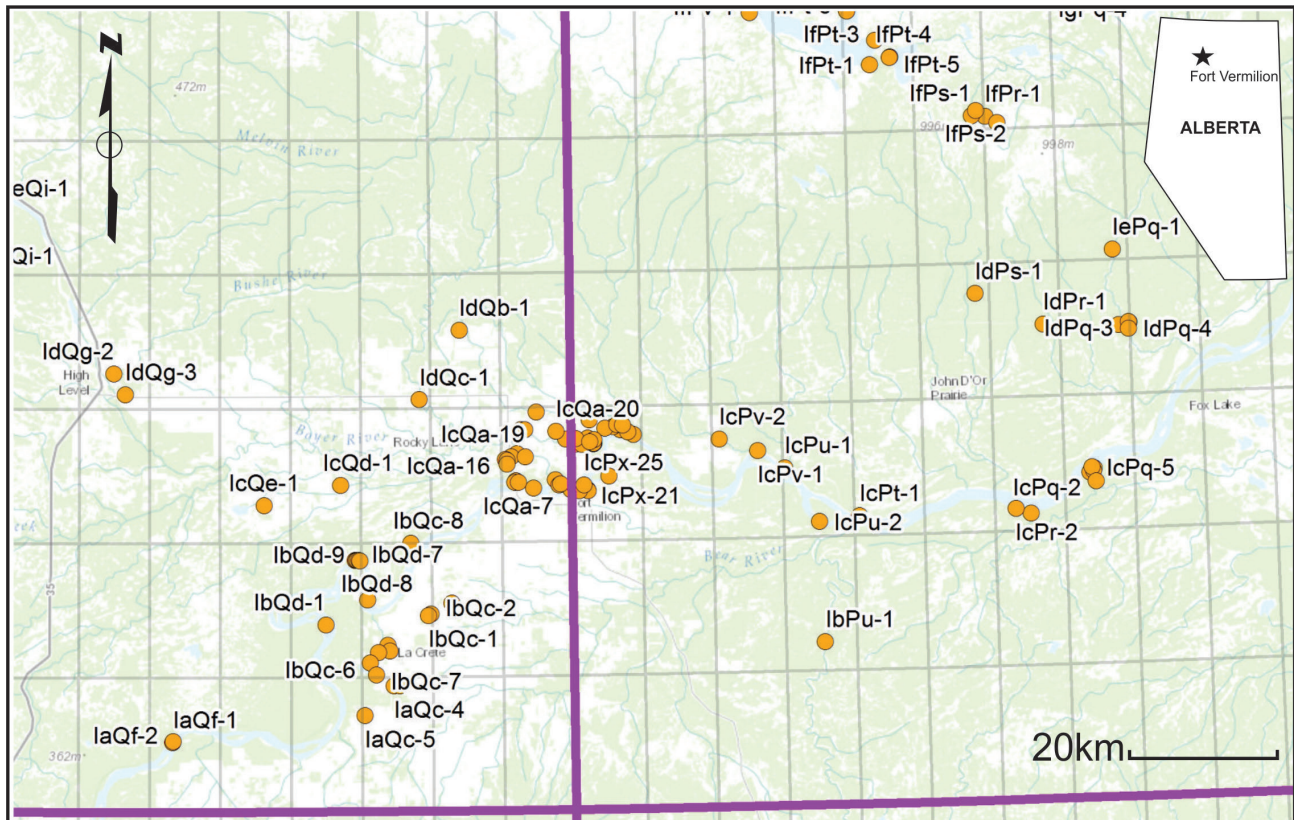 IfPt-3
IfPt-4
IfPt-1
IfPt-5
N
472m
Fort Vermilion
ALBERTA
IfPs-1
IfPr-1
996m
IfPs-2
998m
Melvin River
eQi-1
Qi-1
IePq-1
Bushe River
IdPs-1
IdQb-1
IdPr-1
IdPq-3
IdPq-4
IdQg-2
High
Level
IdQg-3
IdQc-1
John D'Or
Prairie
Fox Lake
IcQa-20
IcPv-2
Boyer River
IcQa-19
IcPu-1
IcQd-1
IcQa-16
IcPx-25
IcPv-1
IcPq-5
IcQe-1
IcPq-2
IcQa-7
IcPx-21
IcPt-1
IcPu-2
IcPr-2
IbQc-8
Bear River
IbQd-9
IbQd-7
IbQd-8
IbQd-1
35
IbQc-2
IbPu-1
IbQc-1
La Crete
IbQc-6
IbQc-7
IaQc-4
IaQf-1
IaQf-2
IaQc-5
362m
20km